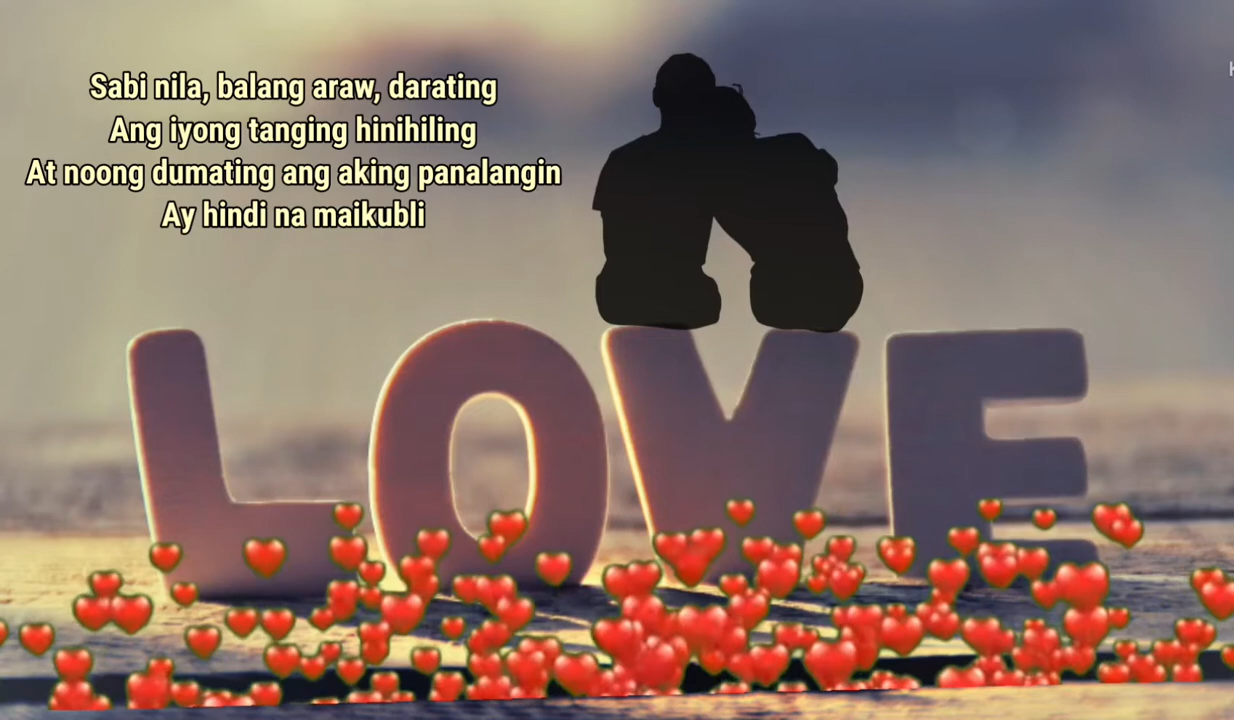 Sabi nila, balang araw, darating
Ang iyong tanging hinihiling
At noong dumating ang aking panalangin
Ay hindi na maikubli
LOVE